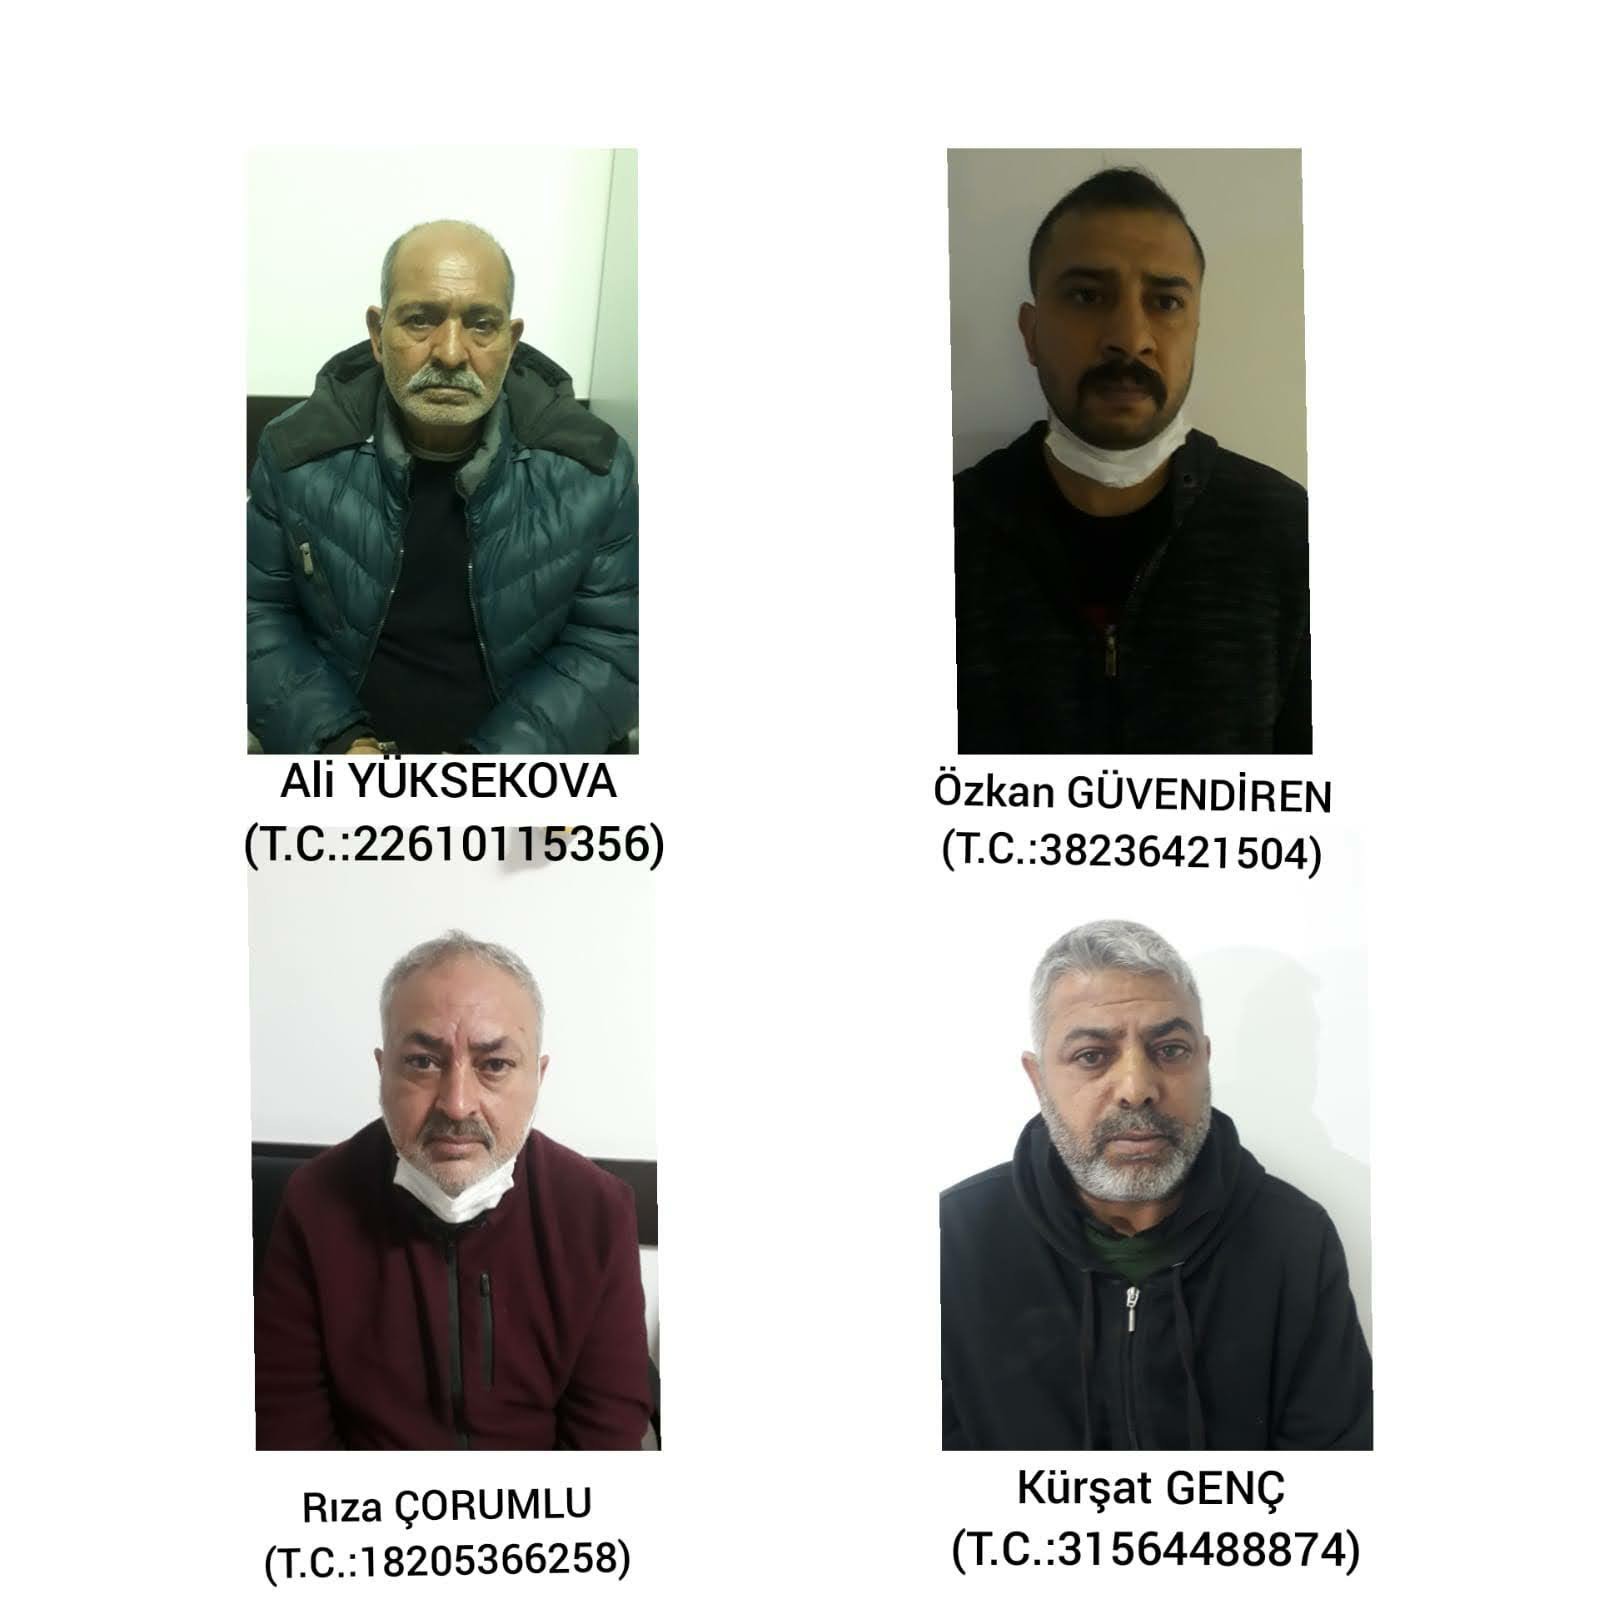 Ali YÜKSEKOVA
(T.C.:22610115356)
Özkan GÜVENDİREN
(T.C.:38236421504)
Rıza ÇORUMLU
(T.C.:18205366258)
Kürşat GENÇ
(T.C.:31564488874)